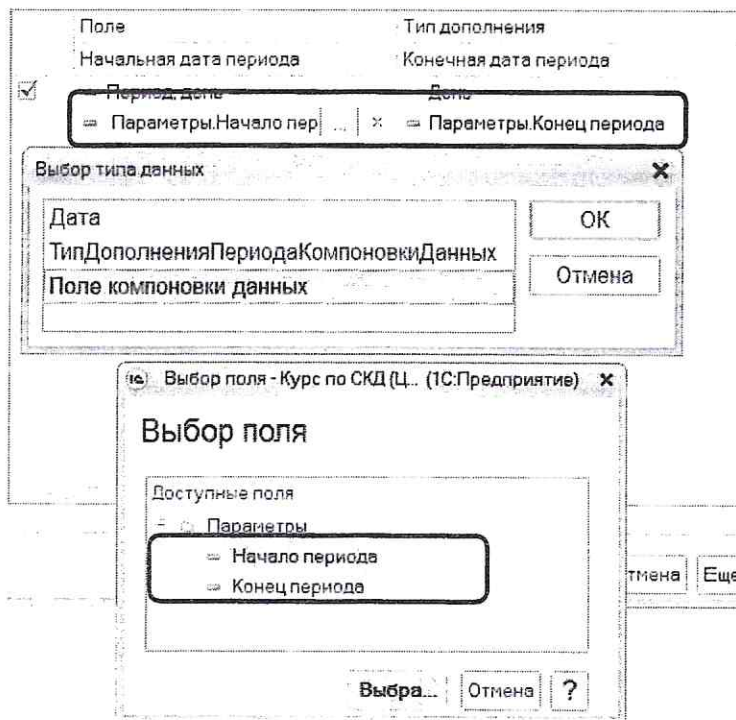 Поле Тип дополнения
Начальная дата периода Конечная дата периода
Период, день День
Параметры.Начало пер ... × Параметры.Конец периода
Выбор типа данных ×
Дата ОК
ТипДополненияПериодаКомпоновкиДанных
Поле компоновки данных Отмена
Выбор поля - Курс по СКД (Ц... (1С:Предприятие) ×
Выбор поля
Доступные поля
Параметры
Начало периода
Конец периода
тмена Еще
Выбра... Отмена ?